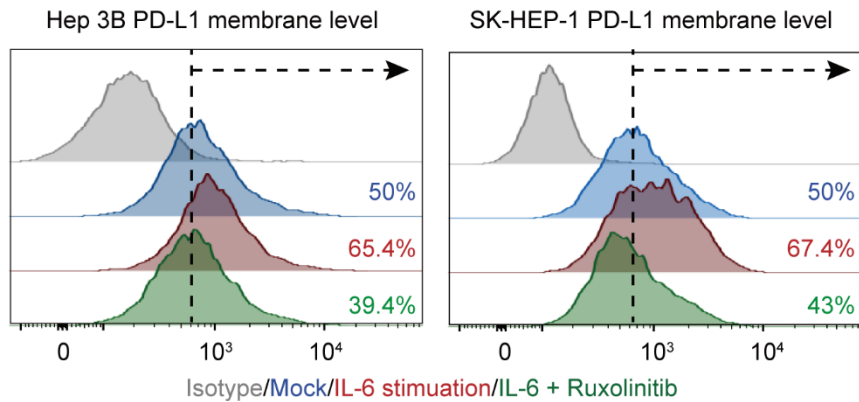 Hep 3B PD-L1 membrane level
SK-HEP-1 PD-L1 membrane level
50%
65.4%
39.4%
50%
67.4%
43%
0 10³ 10⁴
0 10³ 10⁴
Isotype/Mock/IL-6 stimuation/IL-6 + Ruxolinitib